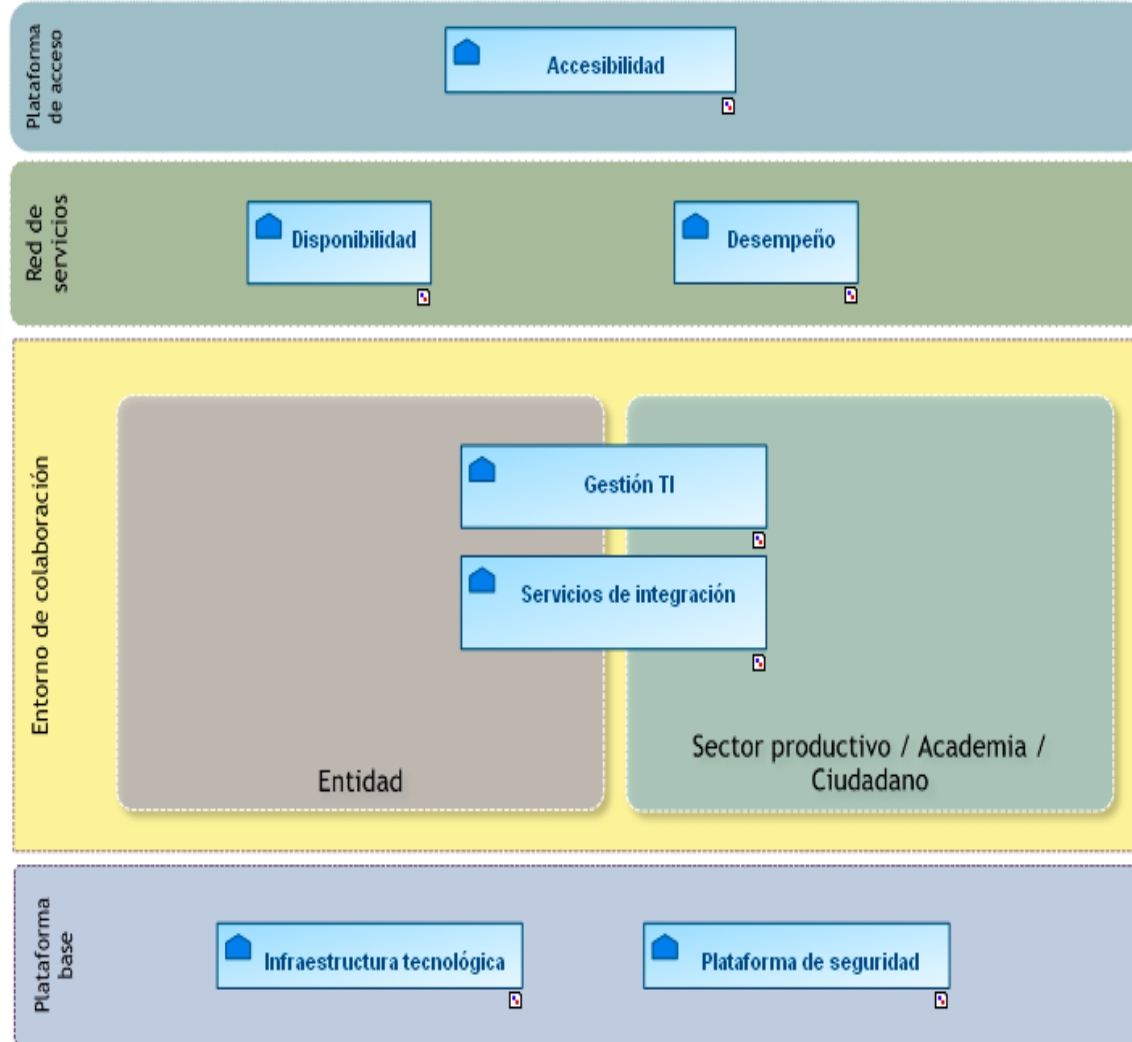 Plataforma
de acceso
Accesibilidad
Red de
servicios
Disponibilidad
Desempeño
Entorno de colaboración
Gestión TI
Servicios de integración
Entidad
Sector productivo / Academia /
Ciudadano
Plataforma
base
Infraestructura tecnológica
Plataforma de seguridad